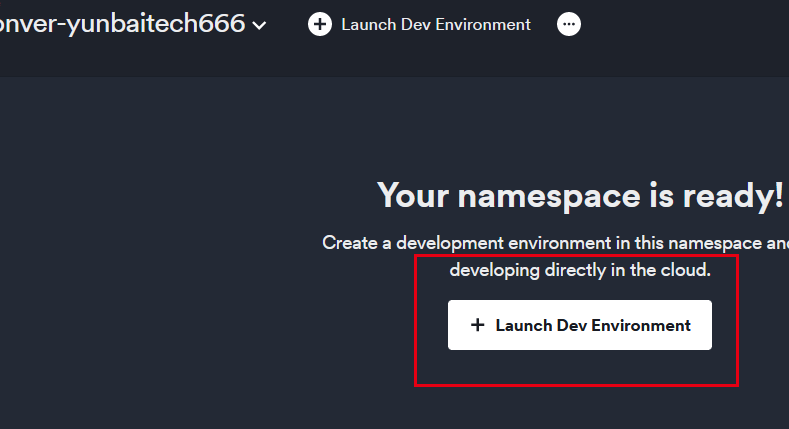 onver-yunbaitech666 Launch Dev Environment
Your namespace is ready!
Create a development environment in this namespace and
developing directly in the cloud.
+ Launch Dev Environment